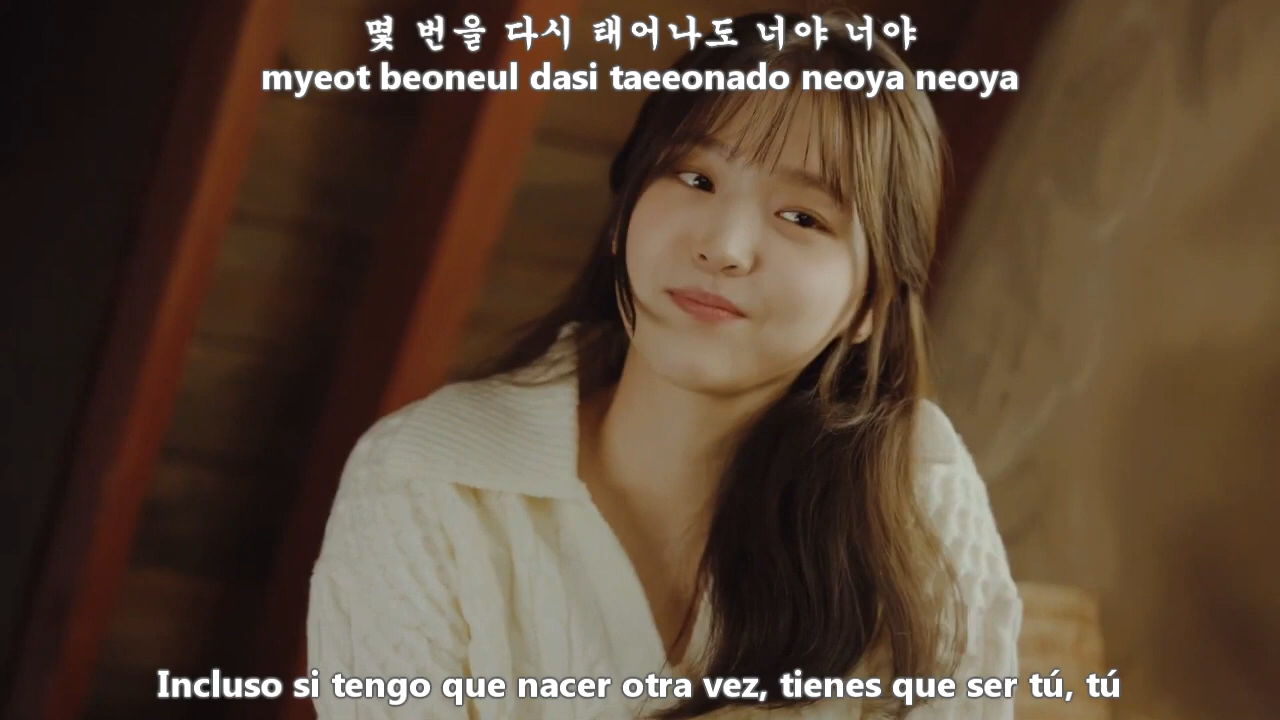 몇 번을 다시 태어나도 너야 너야
myeot beoneul dasi taeeonado neoya neoya
Incluso si tengo que nacer otra vez, tienes que ser tú, tú